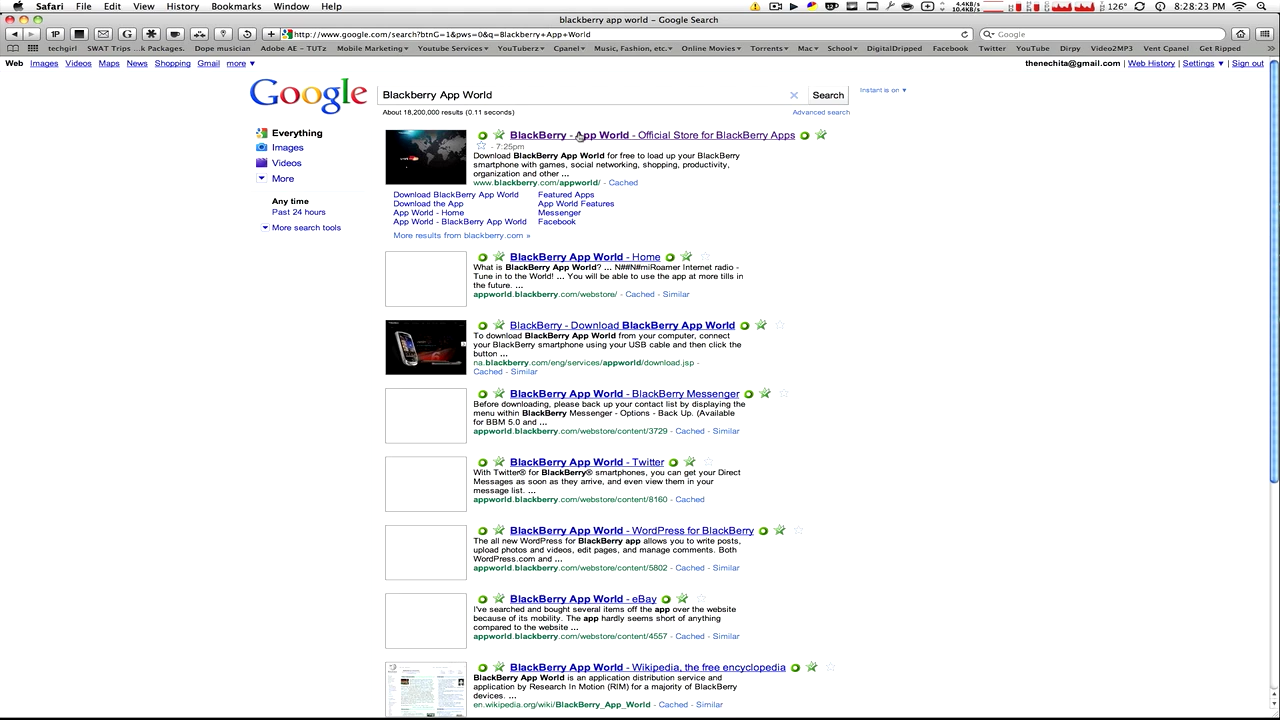 Safari File Edit View History Bookmarks Window Help 4.4KB/s 10.4KB/s 126° 8:28:23 PM
blackberry app world – Google Search
1P http://www.google.com/search?btnG=1&pws=0&q=Blackberry+App+World Google
techgirl SWAT Trips ...k Packages. Dope musician Adobe AE - TUTz Mobile Marketing Youtube Services YouTuberz Cpanel Music, Fashion, etc. Online Movies Torrents Mac School DigitalDripped Facebook Twitter YouTube Dirpy Video2MP3 Vent Cpanel Get Ripped
Web Images Videos Maps News Shopping Gmail more thenechita@gmail.com | Web History | Settings | Sign out
Google Blackberry App World Search Instant is on
About 18,200,000 results (0.11 seconds) Advanced search
Everything
Images
Videos
More
Any time
Past 24 hours
More search tools
BlackBerry - App World - Official Store for BlackBerry Apps
- 7:25pm
Download BlackBerry App World for free to load up your BlackBerry
smartphone with games, social networking, shopping, productivity,
organization and other ...
www.blackberry.com/appworld/ - Cached
Download BlackBerry App World Featured Apps
Download the App App World Features
App World - Home Messenger
App World - BlackBerry App World Facebook
More results from blackberry.com »
BlackBerry App World - Home
What is BlackBerry App World? ... N##N#miRoamer Internet radio -
Tune in to the World! ... You will be able to use the app at more tills in
the future. ...
appworld.blackberry.com/webstore/ - Cached - Similar
BlackBerry - Download BlackBerry App World
To download BlackBerry App World from your computer, connect
your BlackBerry smartphone using your USB cable and then click the
button ...
na.blackberry.com/eng/services/appworld/download.jsp -
Cached - Similar
BlackBerry App World - BlackBerry Messenger
Before downloading, please back up your contact list by displaying the
menu within BlackBerry Messenger - Options - Back Up. (Available
for BBM 5.0 and ...
appworld.blackberry.com/webstore/content/3729 - Cached - Similar
BlackBerry App World - Twitter
With Twitter® for BlackBerry® smartphones, you can get your Direct
Messages as soon as they arrive, and even view them in your
message list. ...
appworld.blackberry.com/webstore/content/8160 - Cached
BlackBerry App World - WordPress for BlackBerry
The all new WordPress for BlackBerry app allows you to write posts,
upload photos and videos, edit pages, and manage comments. Both
WordPress.com and ...
appworld.blackberry.com/webstore/content/5802 - Cached - Similar
BlackBerry App World - eBay
I've searched and bought several items off the app over the website
because of its mobility. The app hardly seems short of anything
compared to the website ...
appworld.blackberry.com/webstore/content/4557 - Cached - Similar
BlackBerry App World - Wikipedia, the free encyclopedia
BlackBerry App World is an application distribution service and
application by Research In Motion (RIM) for a majority of BlackBerry
devices. ...
en.wikipedia.org/wiki/BlackBerry_App_World - Cached - Similar